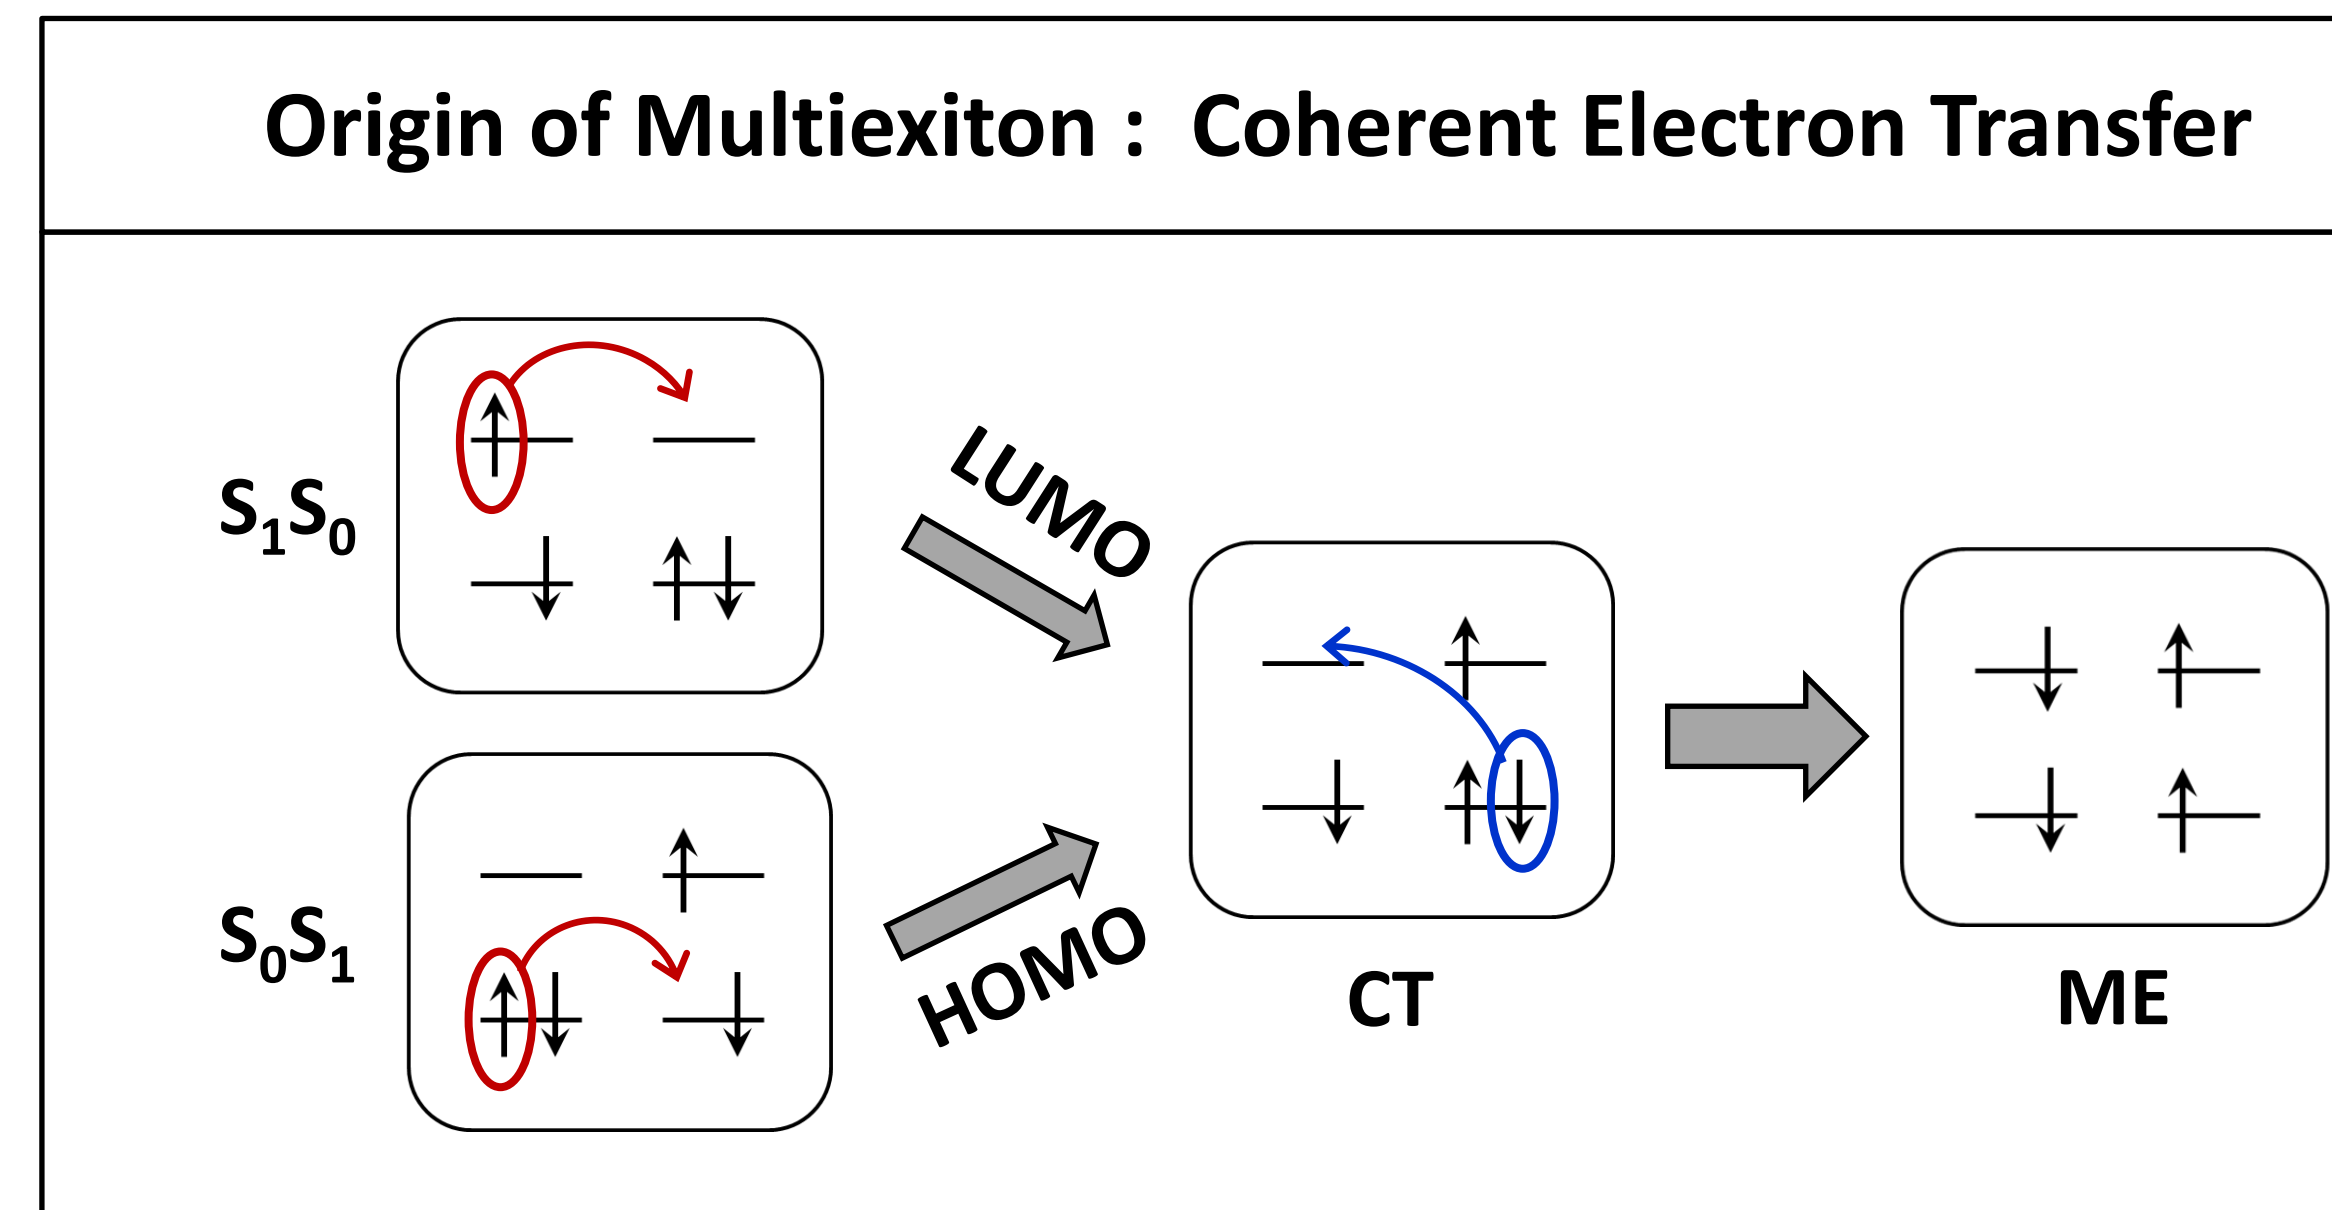 Origin of Multiexiton : Coherent Electron Transfer
S₁S₀
LUMO
S₀S₁
HOMO
CT
ME